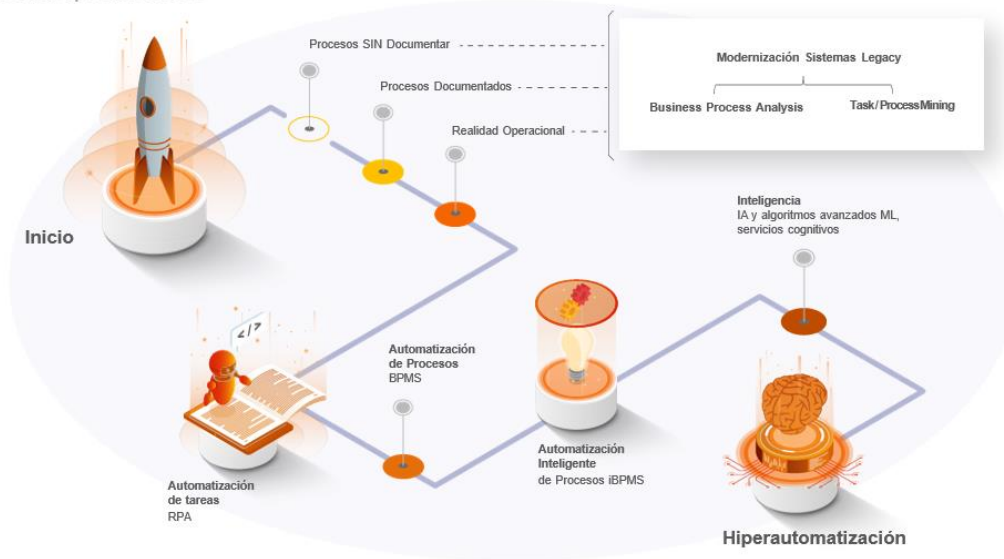 Procesos SIN Documentar
Procesos Documentados
Realidad Operacional
Modernización Sistemas Legacy
Business Process Analysis
Task/ProcessMining
Inicio
Inteligencia
IA y algoritmos avanzados ML,
servicios cognitivos
</>
Automatización
de Procesos
BPMS
Automatización
de tareas
RPA
Automatización
Inteligente
de Procesos iBPMS
Hiperautomatización